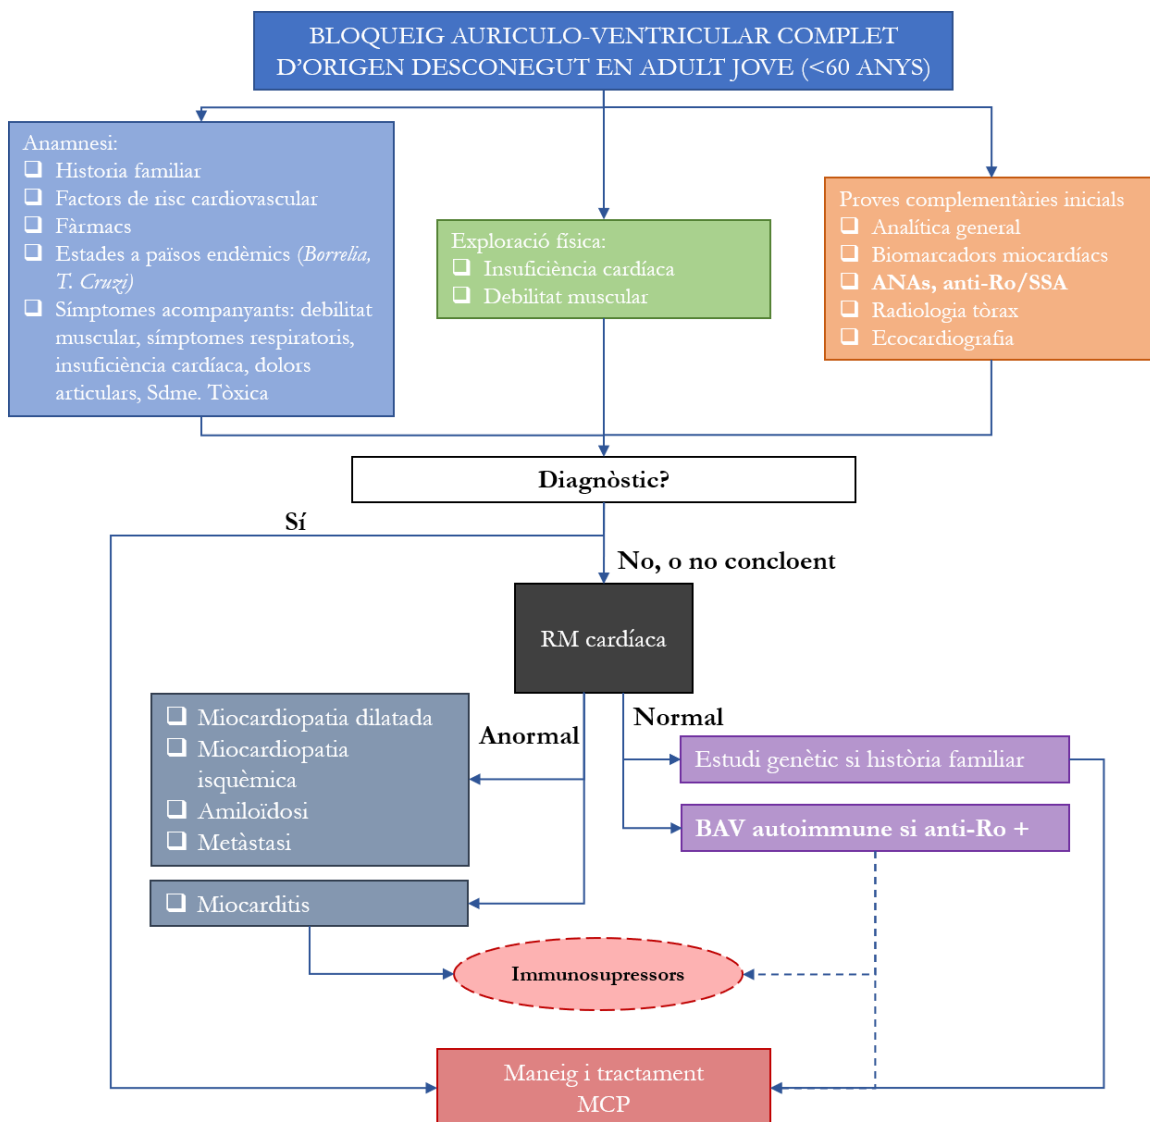 BLOQUEIG AURICULO-VENTRICULAR COMPLET
D'ORIGEN DESCONEGUT EN ADULT JOVE (<60 ANYS)
Anamnesi:
❑ Historia familiar
❑ Factors de risc cardiovascular
❑ Fàrmacs
❑ Estades a països endèmics (Borrelia,
T. Cruzi)
❑ Símptomes acompanyants: debilitat
muscular, símptomes respiratoris,
insuficiència cardíaca, dolors
articulars, Sdme. Tòxica
Exploració física:
❑ Insuficiència cardíaca
❑ Debilitat muscular
Proves complementàries inicials
❑ Analítica general
❑ Biomarcadors miocardíacs
❑ ANAs, anti-Ro/SSA
❑ Radiologia tòrax
❑ Ecocardiografia
Diagnòstic?
Sí
No, o no concloent
RM cardíaca
Anormal
Normal
❑ Miocardiopatia dilatada
❑ Miocardiopatia
isquèmica
❑ Amiloïdosi
❑ Metàstasi
❑ Miocarditis
Estudi genètic si història familiar
BAV autoimmune si anti-Ro +
Immunosupressors
Maneig i tractament
MCP